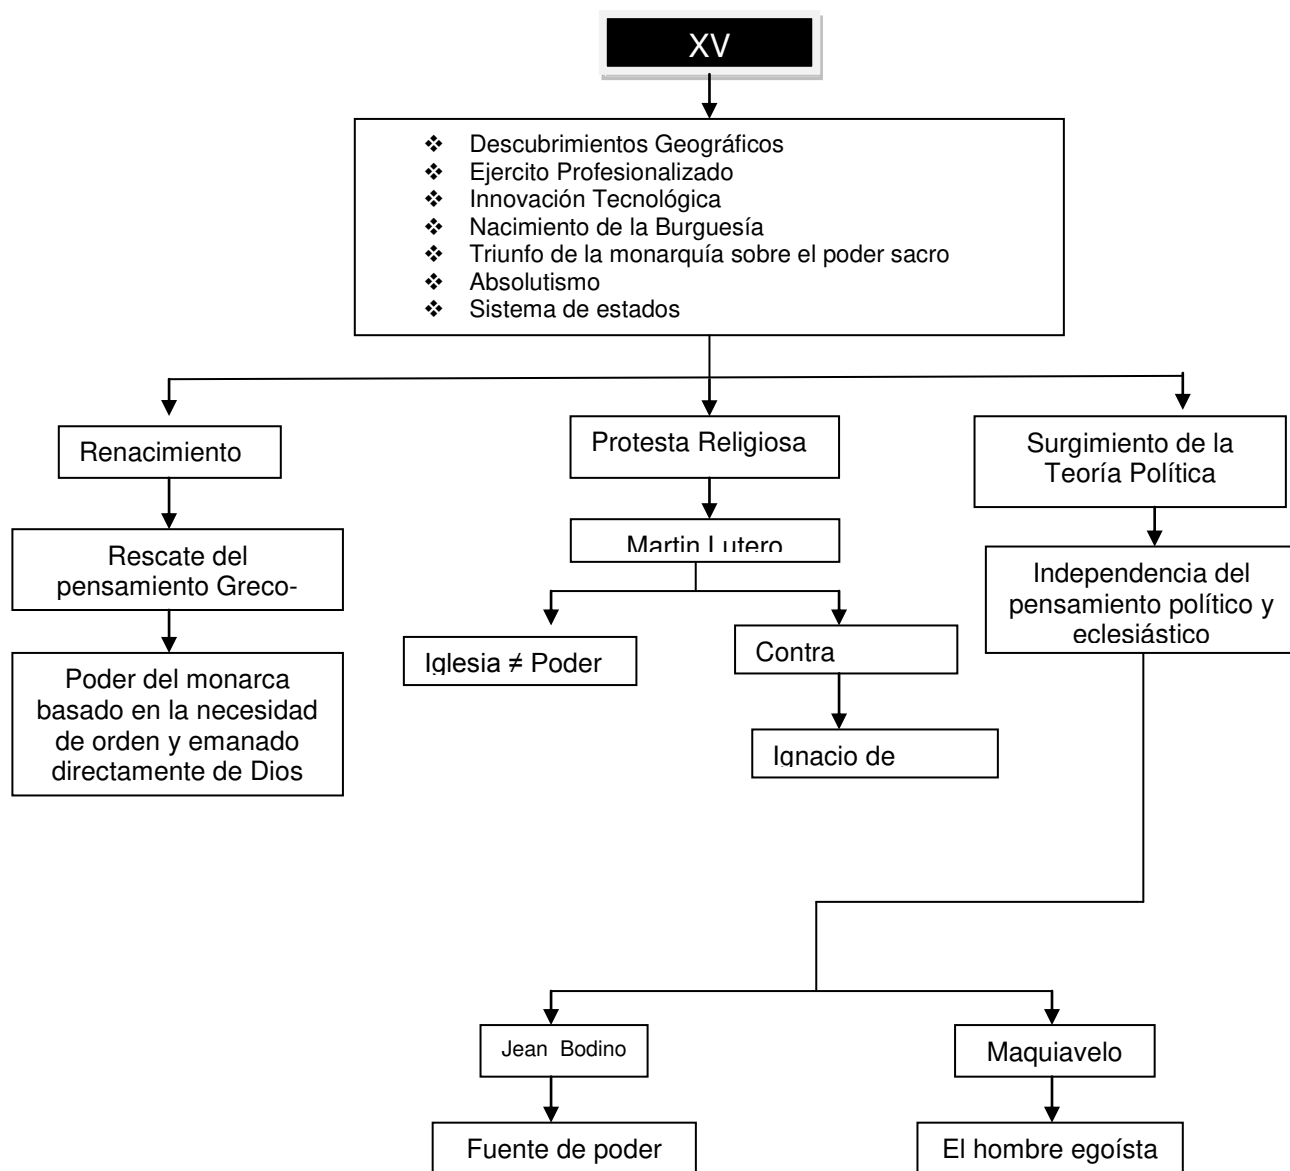 XV
❖ Descubrimientos Geográficos
❖ Ejercito Profesionalizado
❖ Innovación Tecnológica
❖ Nacimiento de la Burguesía
❖ Triunfo de la monarquía sobre el poder sacro
❖ Absolutismo
❖ Sistema de estados
Renacimiento
Protesta Religiosa
Surgimiento de la
Teoría Política
Rescate del
pensamiento Greco-
Martin Lutero
Independencia del
pensamiento político y
eclesiástico
Poder del monarca
basado en la necesidad
de orden y emanado
directamente de Dios
Iglesia ≠ Poder
Contra
Ignacio de
Jean Bodino
Maquiavelo
Fuente de poder
El hombre egoísta